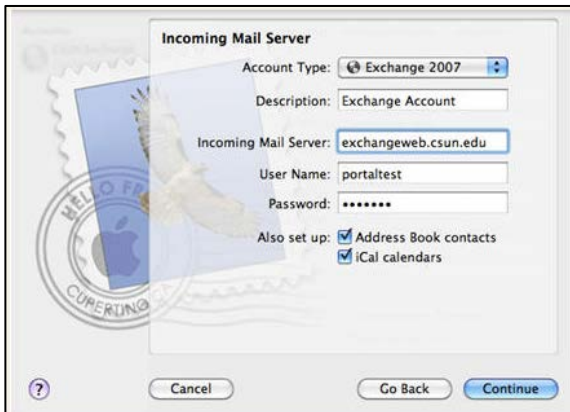 Incoming Mail Server
Account Type: Exchange 2007
Description: Exchange Account
Incoming Mail Server: exchangeweb.csun.edu
User Name: portaltest
Password: •••••••
Also set up: Address Book contacts
iCal calendars
HELLO FR
CUPERTINO CA
? Cancel Go Back Continue